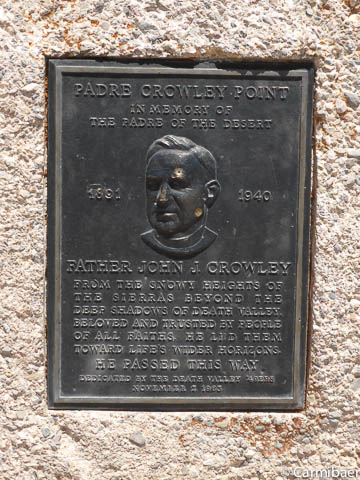 PADRE CROWLEY POINT
IN MEMORY OF
THE PADRE OF THE DESERT
1891 1940
FATHER JOHN J. CROWLEY
FROM THE SNOWY HEIGHTS OF
THE SIERRAS BEYOND THE
DEEP SHADOWS OF DEATH VALLEY,
BELOVED AND TRUSTED BY PEOPLE
OF ALL FAITHS. HE LED THEM
TOWARD LIFE'S WIDER HORIZONS.
HE PASSED THIS WAY
DEDICATED BY THE DEATH VALLEY '49ERS
NOVEMBER
© Carmibaer